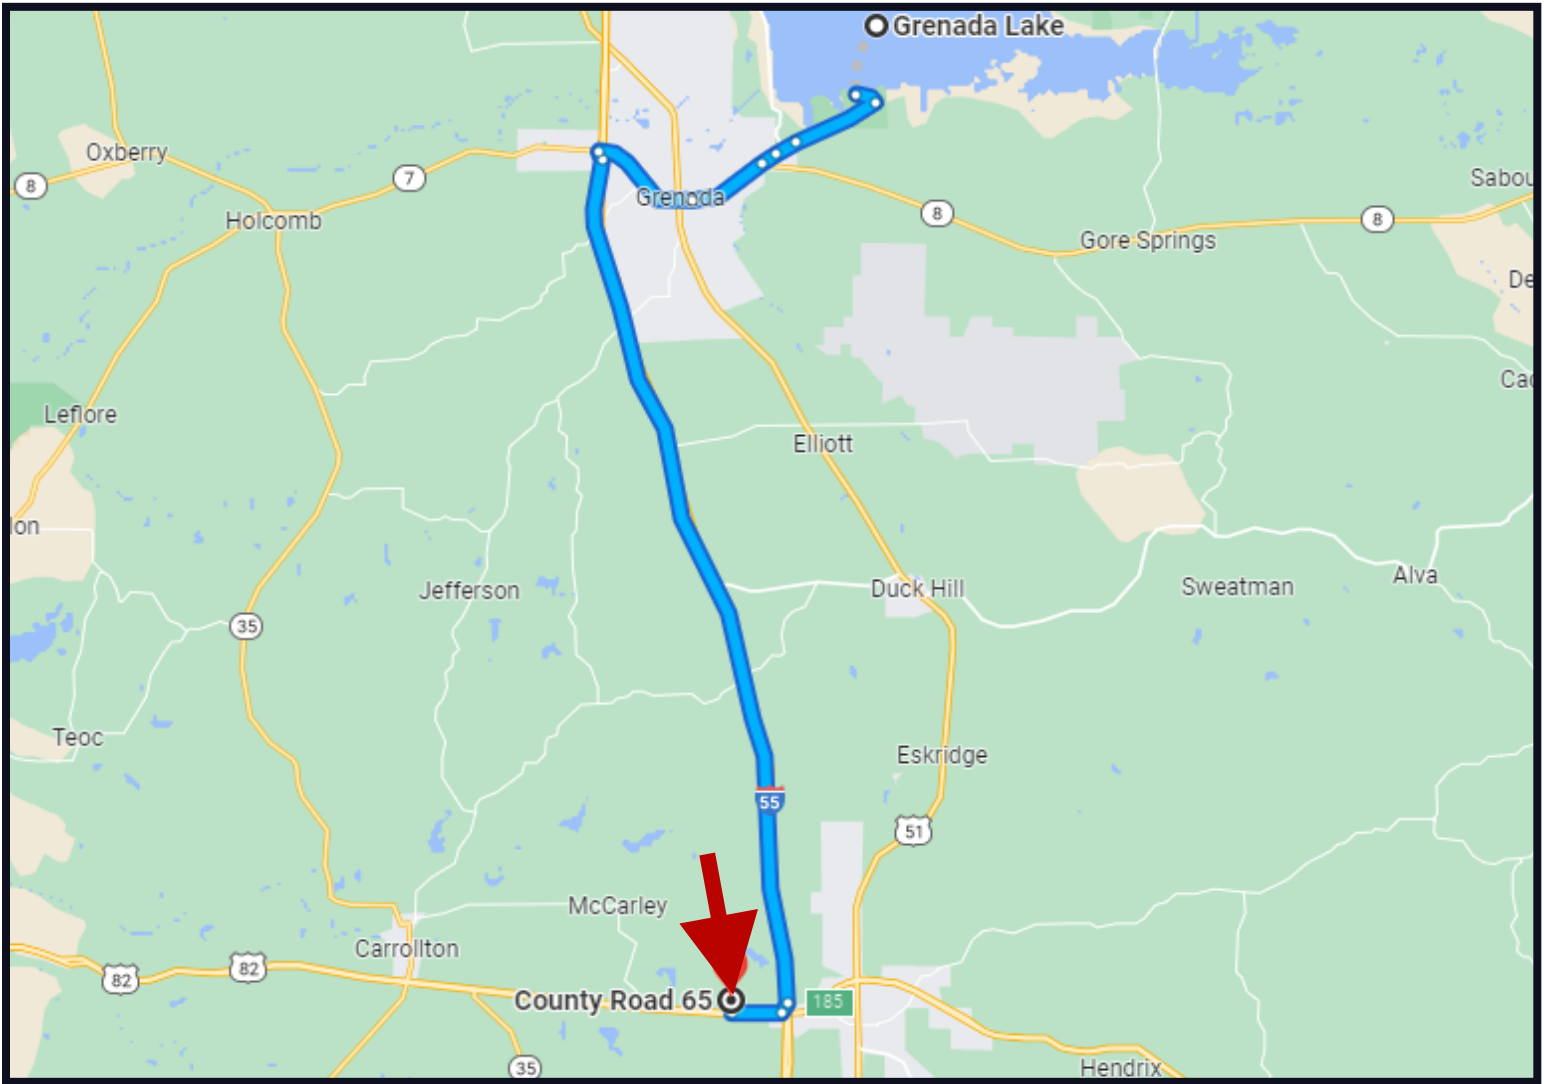 Grenada Lake
Oxberry
8
7
Grenada
8
Sabou
8
Holcomb
Gore Springs
De
Cac
Leflore
Elliott
lon
Jefferson
Duck Hill
Sweatman
Alva
35
Teoc
Eskridge
55
51
McCarley
Carrollton
82
82
County Road 65
185
35
Hendrix